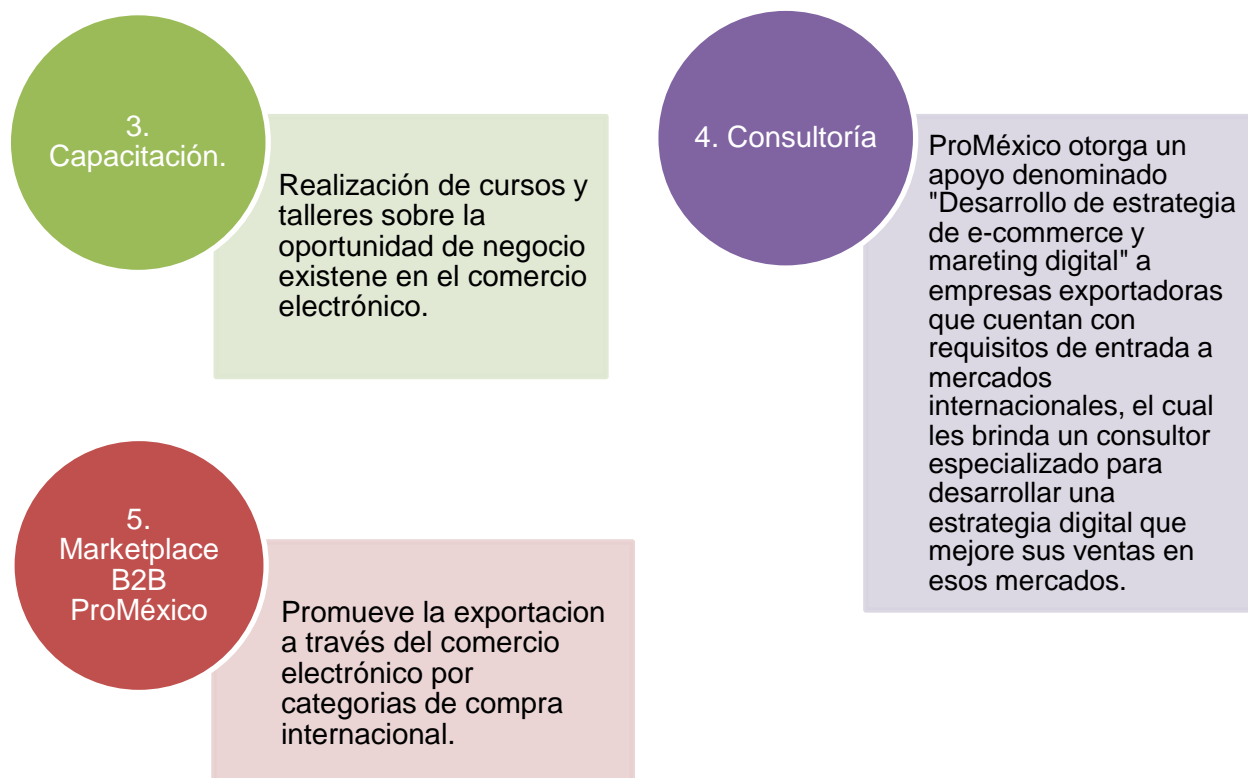 3.
Capacitación.
Realización de cursos y
talleres sobre la
oportunidad de negocio
existene en el comercio
electrónico.
4. Consultoría
ProMéxico otorga un
apoyo denominado
"Desarrollo de estrategia
de e-commerce y
mareting digital" a
empresas exportadoras
que cuentan con
requisitos de entrada a
mercados
internacionales, el cual
les brinda un consultor
especializado para
desarrollar una
estrategia digital que
mejore sus ventas en
esos mercados.
5.
Marketplace
B2B
ProMéxico
Promueve la exportacion
a través del comercio
electrónico por
categorias de compra
internacional.